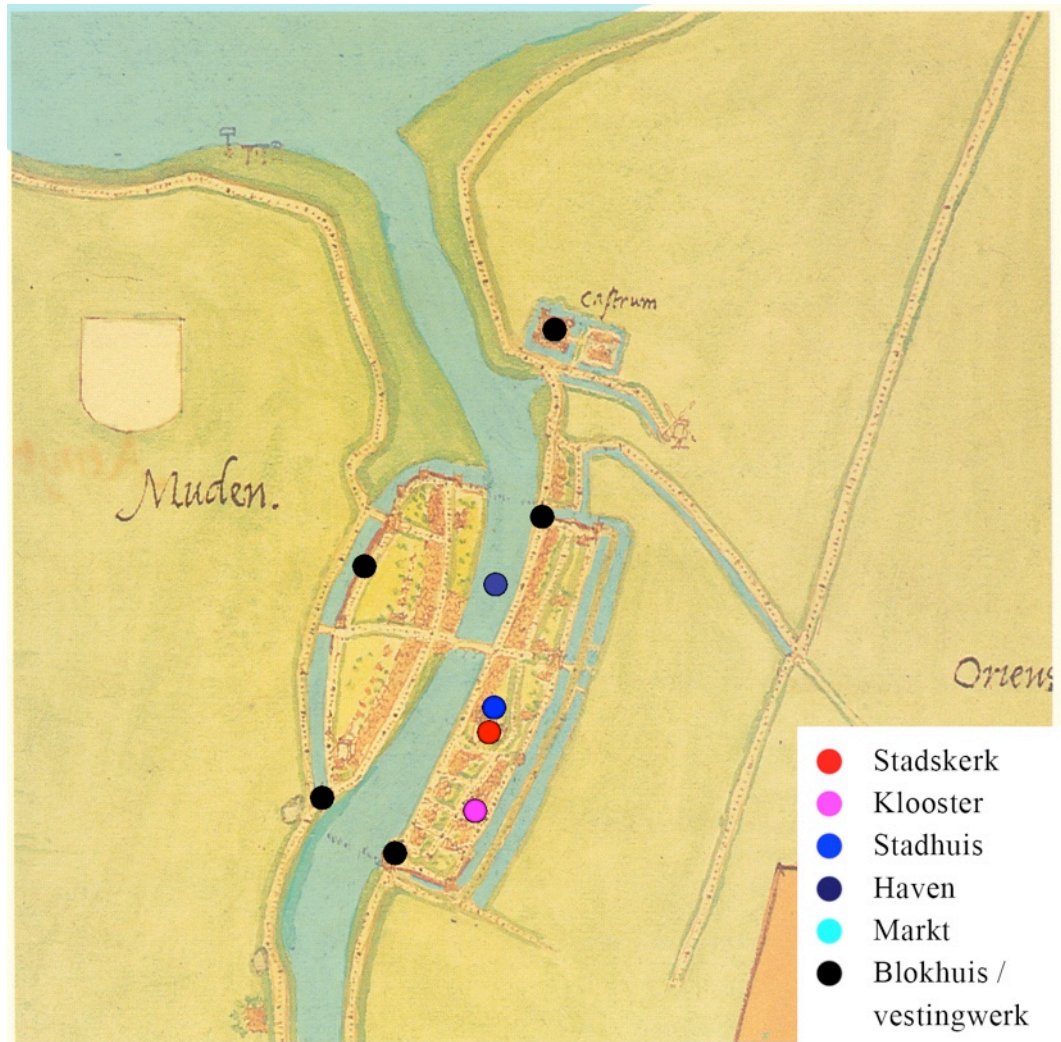 Castrum
Muden.
Oriens
Stadskerk
Klooster
Stadhuis
Haven
Markt
Blokhuis /
vestingwerk